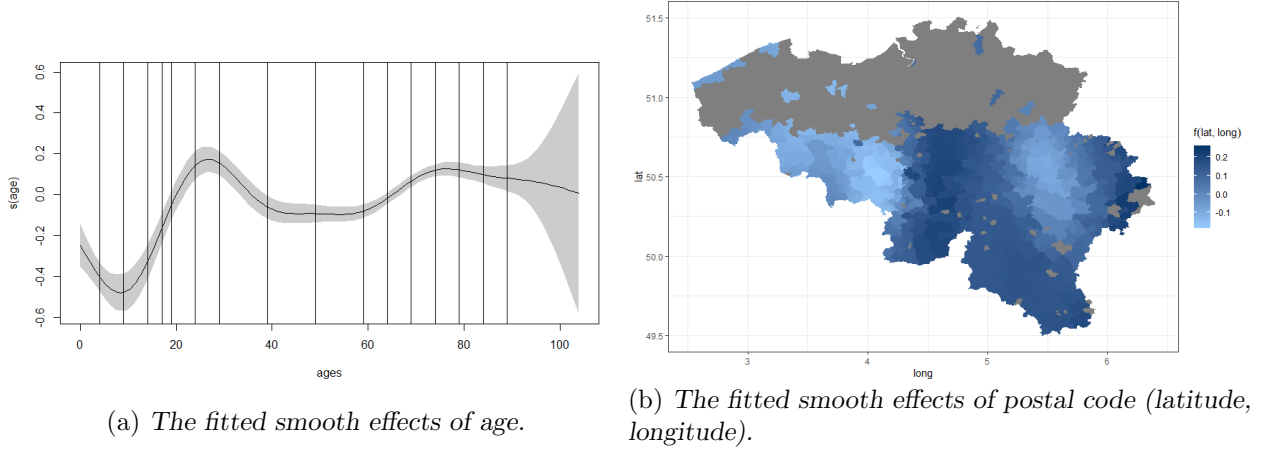 0.6
0.4
0.2
0.0
-0.2
-0.4
-0.6
s(age)
0 20 40 60 80 100
ages
(a) The fitted smooth effects of age.
51.5
51.0
50.5
50.0
49.5
lat
3 4 5 6
long
f(lat, long)
0.2
0.1
0.0
-0.1
(b) The fitted smooth effects of postal code (latitude,
longitude).